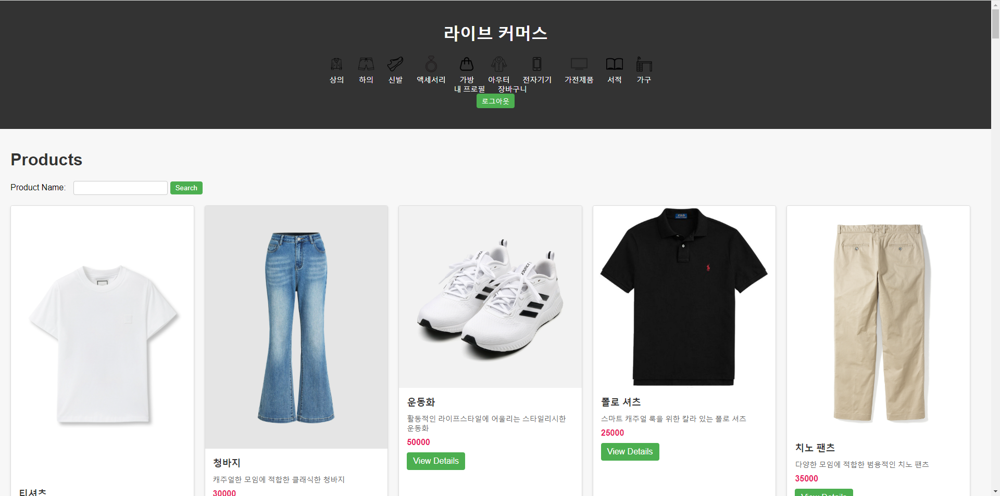 라이브 커머스
상의 하의 신발 액세서리 가방 아우터 전자기기 가전제품 서적 가구
내 프로필 장바구니
로그아웃
Products
Product Name: Search
POLO
운동화
활동적인 라이프스타일에 어울리는 스타일리시한
운동화
50000
View Details
폴로 셔츠
스마트 캐주얼 룩을 위한 칼라 있는 폴로 셔츠
25000
View Details
치노 팬츠
다양한 모임에 적합한 범용적인 치노 팬츠
35000
View Details
청바지
캐주얼한 모임에 적합한 클래식한 청바지
30000
티셔츠